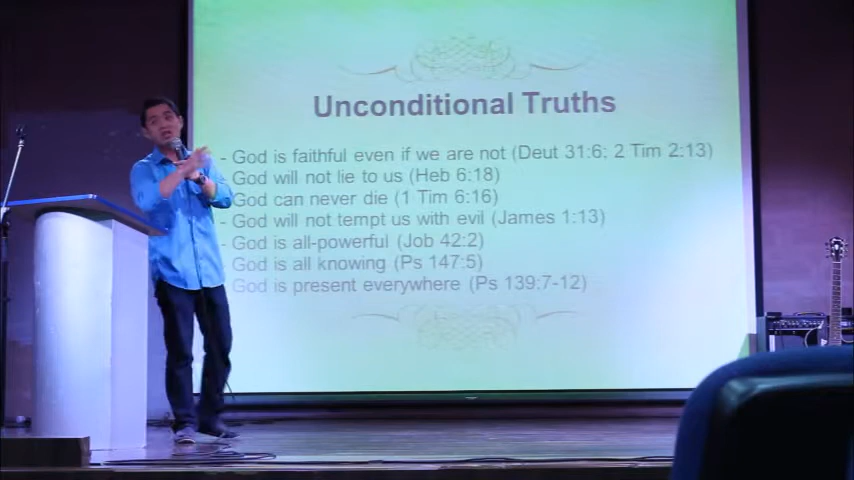 Unconditional Truths
- God is faithful even if we are not (Deut 31:6; 2 Tim 2:13)
God will not lie to us (Heb 6:18)
God can never die (1 Tim 6:16)
- God will not tempt us with evil (James 1:13)
- God is all-powerful (Job 42:2)
God is all knowing (Ps 147:5)
God is present everywhere (Ps 139:7-12)